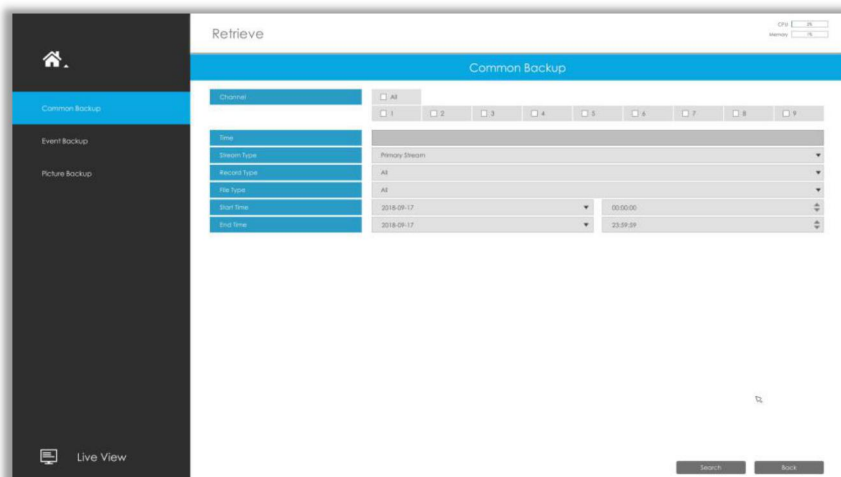 Retrieve
CPU
Memory
Common Backup
Common Backup
Event Backup
Picture Backup
Channel All
1 2 3 4 5 6 7 8 9
Time
Stream Type Primary Stream
Record Type All
File Type All
Start Time 2018-09-17 00:00:00
End Time 2018-09-17 23:59:59
Live View
Search Back